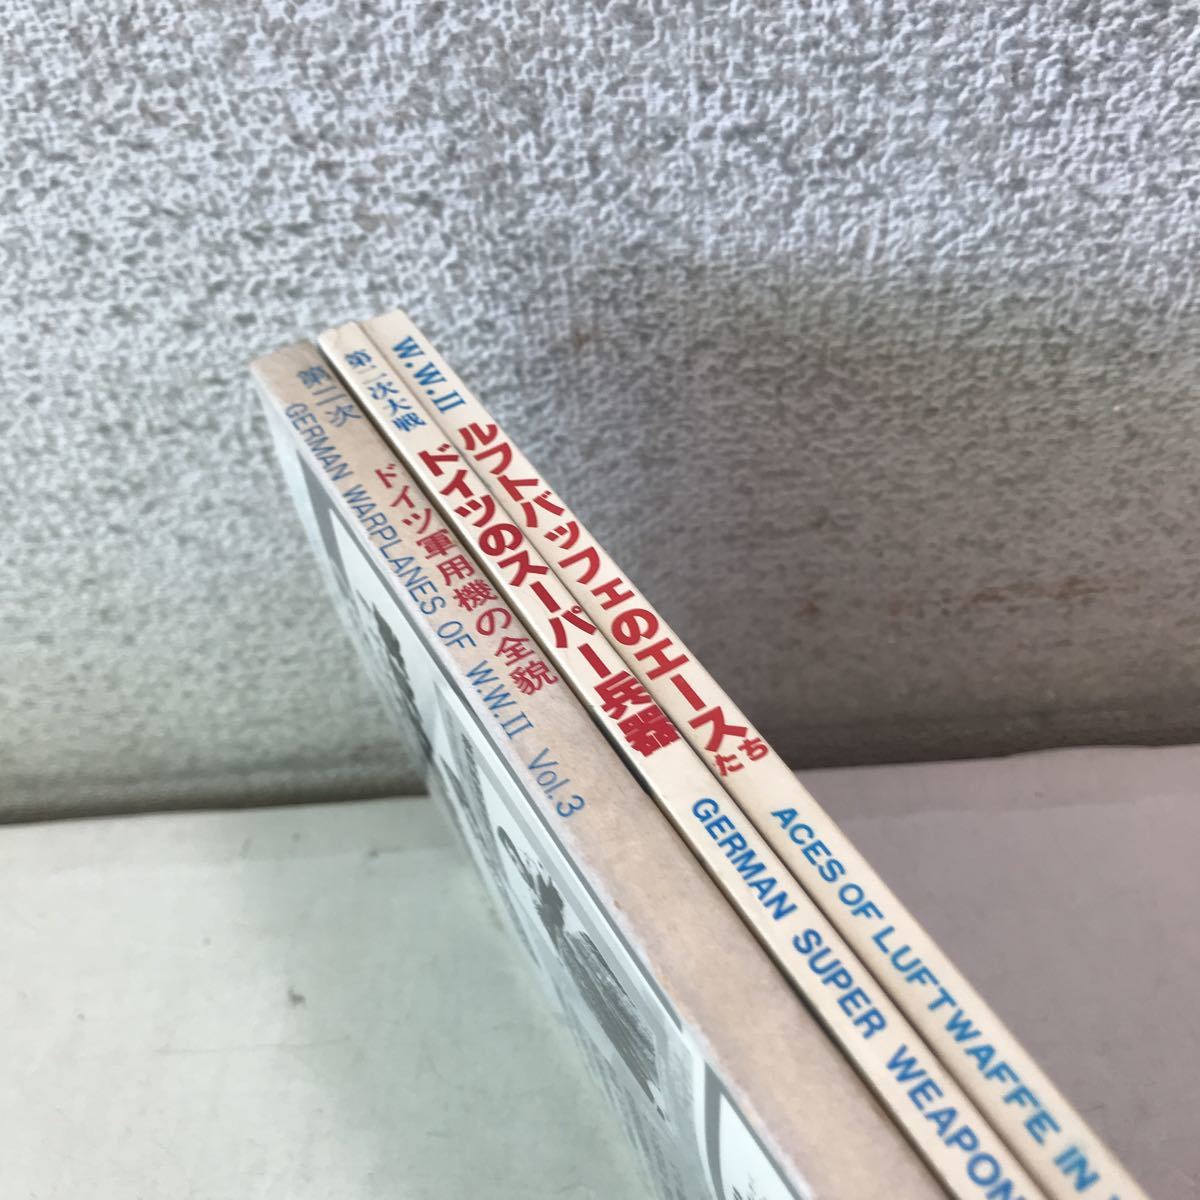 第二次
ドイツ軍用機の全貌
GERMAN WARPLANES OF W.W.II Vol.3
第二次大戦
ドイツのスーパー兵器
GERMAN SUPER WEAPON
W.W.II
ルフトバッフェのエースたち
ACES OF LUFTWAFFE IN